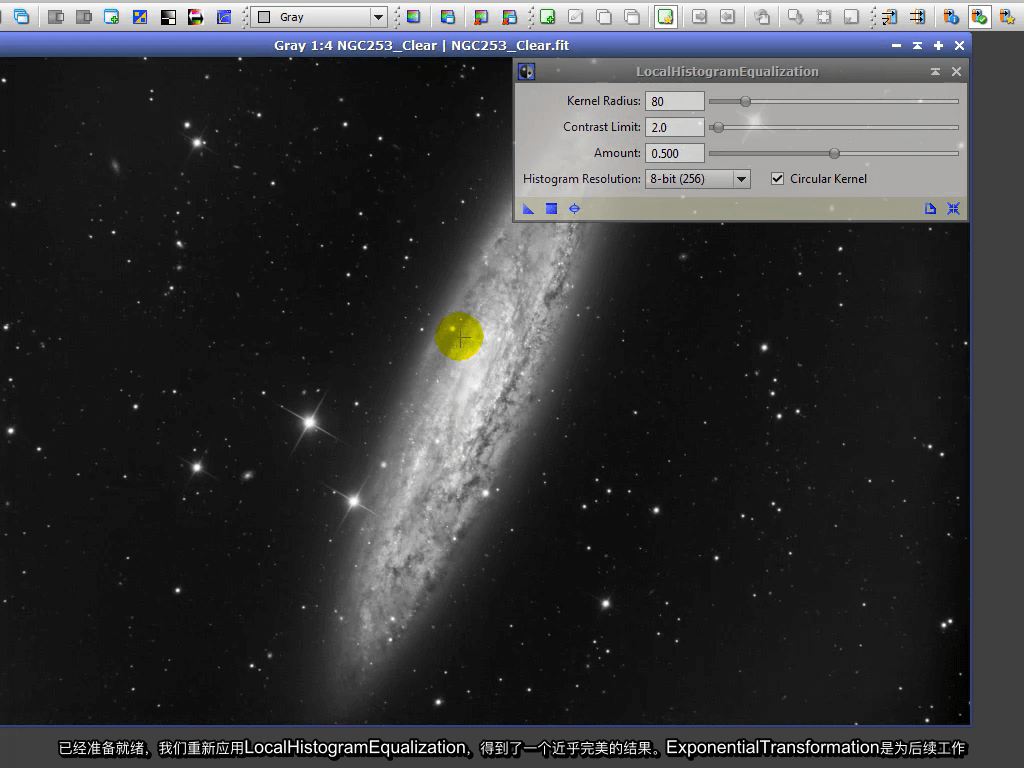 Gray
Gray 1:4 NGC253_Clear | NGC253_Clear.fit
LocalHistogramEqualization
Kernel Radius: 80
Contrast Limit: 2.0
Amount: 0.500
Histogram Resolution: 8-bit (256) Circular Kernel
已经准备就绪，我们重新应用LocalHistogramEqualization，得到了一个近乎完美的结果。ExponentialTransformation是为后续工作